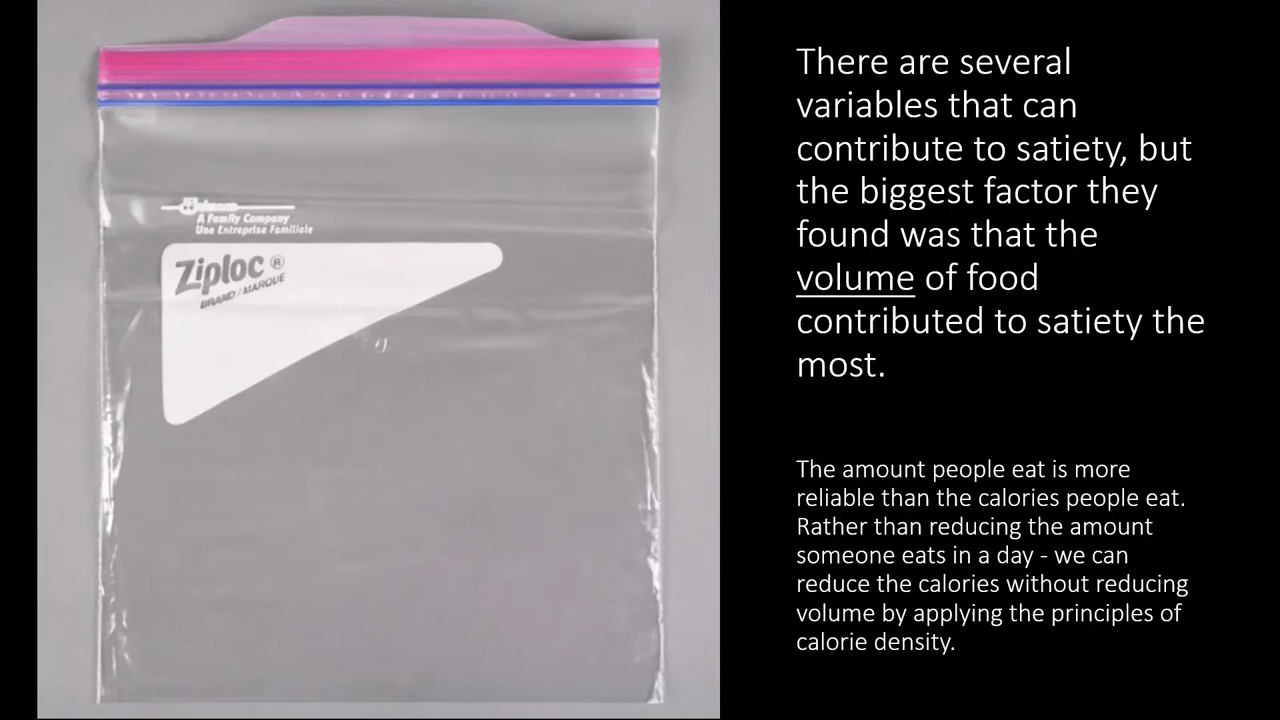 A Family Company
Une Entreprise Familiale
Ziploc ®
BRAND / MARQUE
There are several
variables that can
contribute to satiety, but
the biggest factor they
found was that the
volume of food
contributed to satiety the
most.
The amount people eat is more
reliable than the calories people eat.
Rather than reducing the amount
someone eats in a day - we can
reduce the calories without reducing
volume by applying the principles of
calorie density.